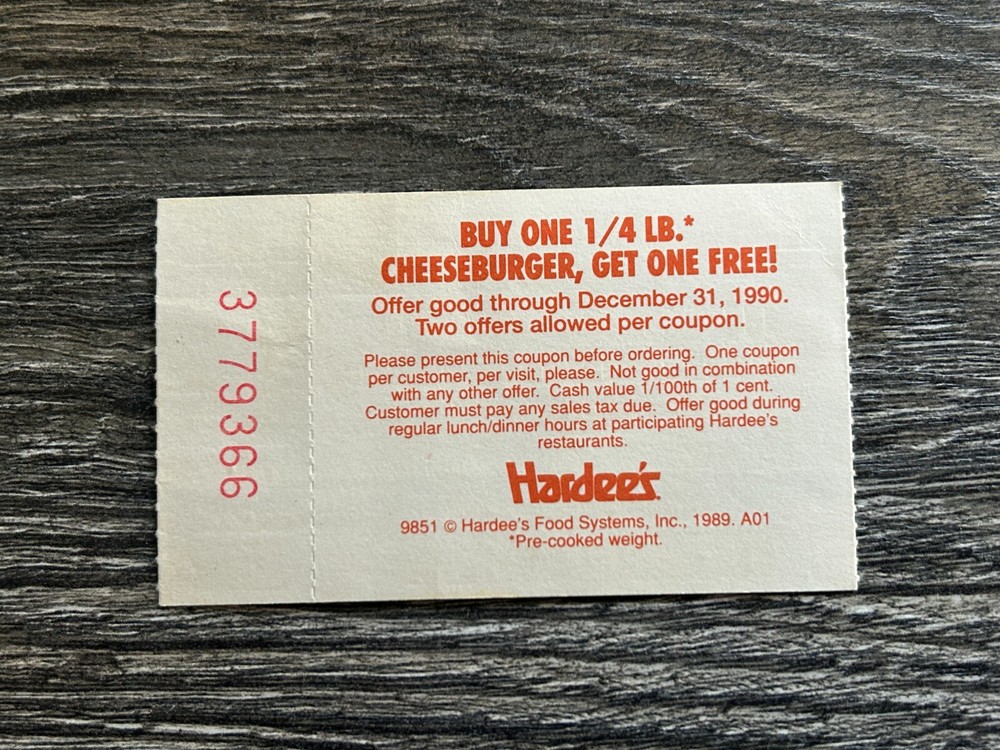 3779366
BUY ONE 1/4 LB.*
CHEESEBURGER, GET ONE FREE!
Offer good through December 31, 1990.
Two offers allowed per coupon.
Please present this coupon before ordering. One coupon
per customer, per visit, please. Not good in combination
with any other offer. Cash value 1/100th of 1 cent.
Customer must pay any sales tax due. Offer good during
regular lunch/dinner hours at participating Hardee's
restaurants.
Hardee's
9851 © Hardee's Food Systems, Inc., 1989. A01
*Pre-cooked weight.